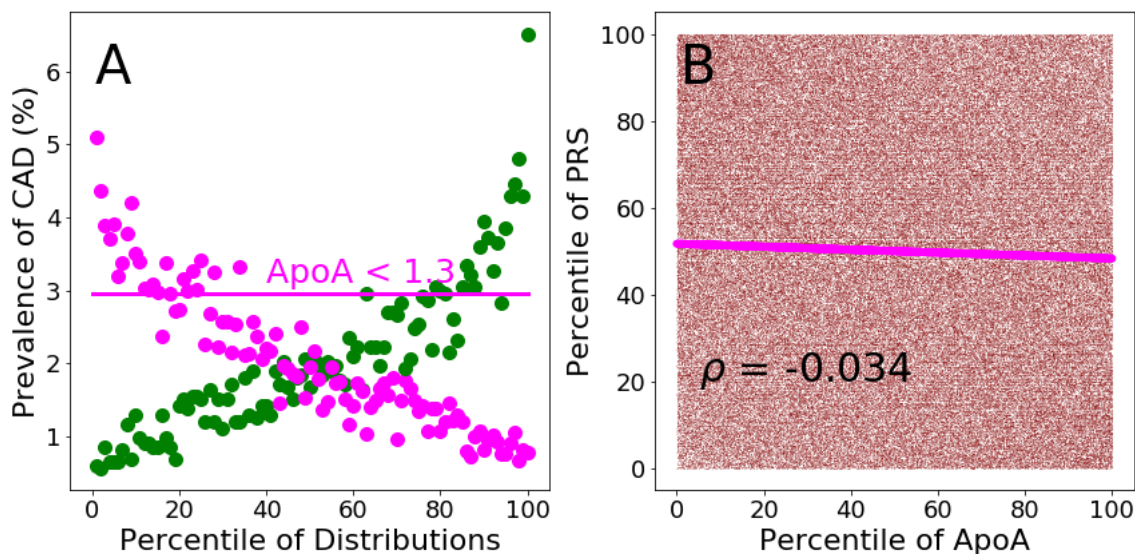 A
Prevalence of CAD (%)
6
5
4
3
2
1
ApoA < 1.3
0 20 40 60 80 100
Percentile of Distributions
B
Percentile of PRS
100
80
60
40
20
0
ρ = -0.034
0 20 40 60 80 100
Percentile of ApoA